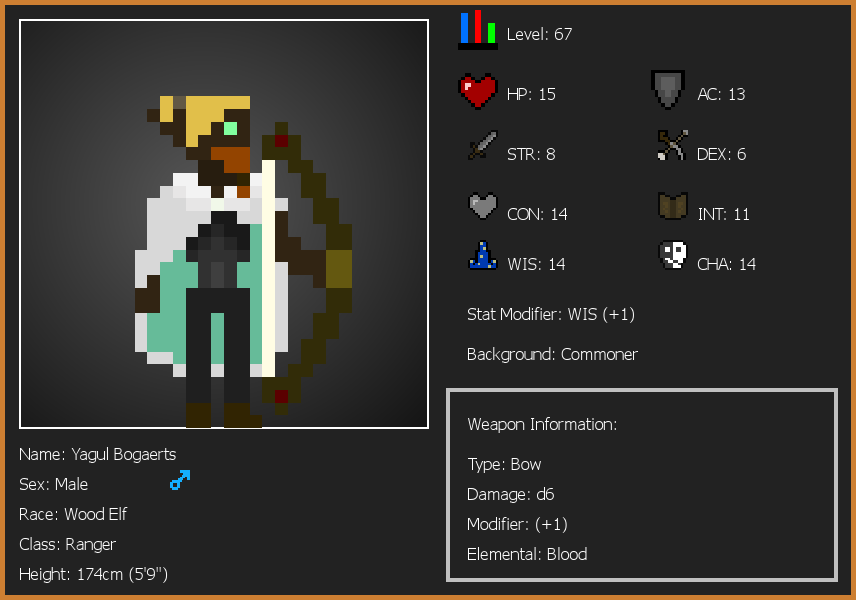 Level: 67
HP: 15
AC: 13
STR: 8
DEX: 6
CON: 14
INT: 11
WIS: 14
CHA: 14
Stat Modifier: WIS (+1)
Background: Commoner
Weapon Information:
Type: Bow
Damage: d6
Modifier: (+1)
Elemental: Blood
Name: Yagul Bogaerts
Sex: Male
Race: Wood Elf
Class: Ranger
Height: 174cm (5'9")